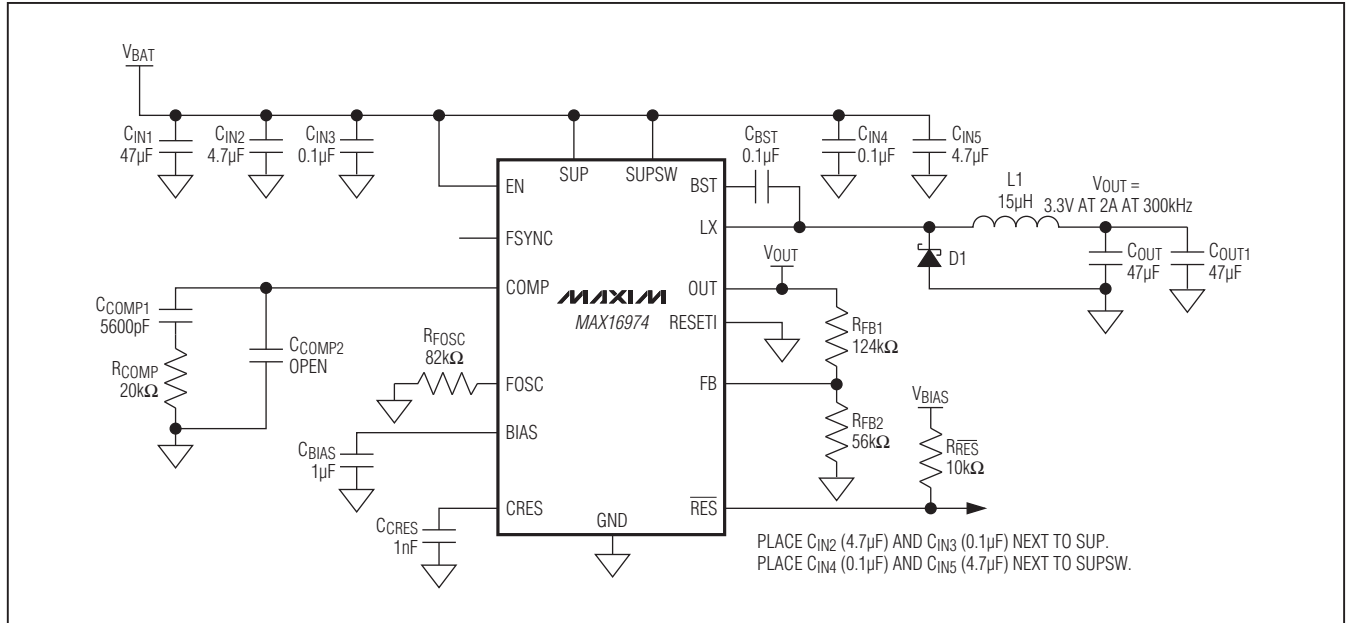 VBAT
CIN1
47µF
CIN2
4.7µF
CIN3
0.1µF
CIN4
0.1µF
CIN5
4.7µF
CBST
0.1µF
SUP
SUPSW
EN
BST
L1
15µH
VOUT =
3.3V AT 2A AT 300kHz
LX
FSYNC
D1
COUT
47µF
COUT1
47µF
VOUT
COMP
MAXIM
MAX16974
OUT
RESETI
CCOMP1
5600pF
RCOMP
20kΩ
CCOMP2
OPEN
RFOSC
82kΩ
FOSC
RFB1
124kΩ
FB
RFB2
56kΩ
VBIAS
RRES
10kΩ
BIAS
CBIAS
1µF
CRES
CCRES
1nF
GND
RES
PLACE CIN2 (4.7µF) AND CIN3 (0.1µF) NEXT TO SUP.
PLACE CIN4 (0.1µF) AND CIN5 (4.7µF) NEXT TO SUPSW.